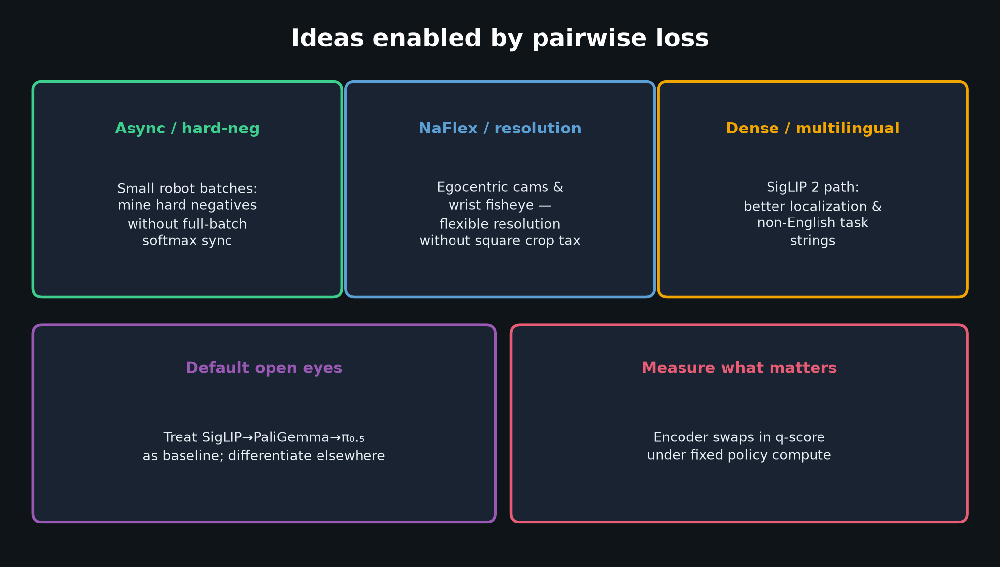 Ideas enabled by pairwise loss
Async / hard-neg
Small robot batches:
mine hard negatives
without full-batch
softmax sync
NaFlex / resolution
Egocentric cams &
wrist fisheye —
flexible resolution
without square crop tax
Dense / multilingual
SigLIP 2 path:
better localization &
non-English task
strings
Default open eyes
Treat SigLIP→PaliGemma→π₀.₅
as baseline; differentiate elsewhere
Measure what matters
Encoder swaps in q-score
under fixed policy compute